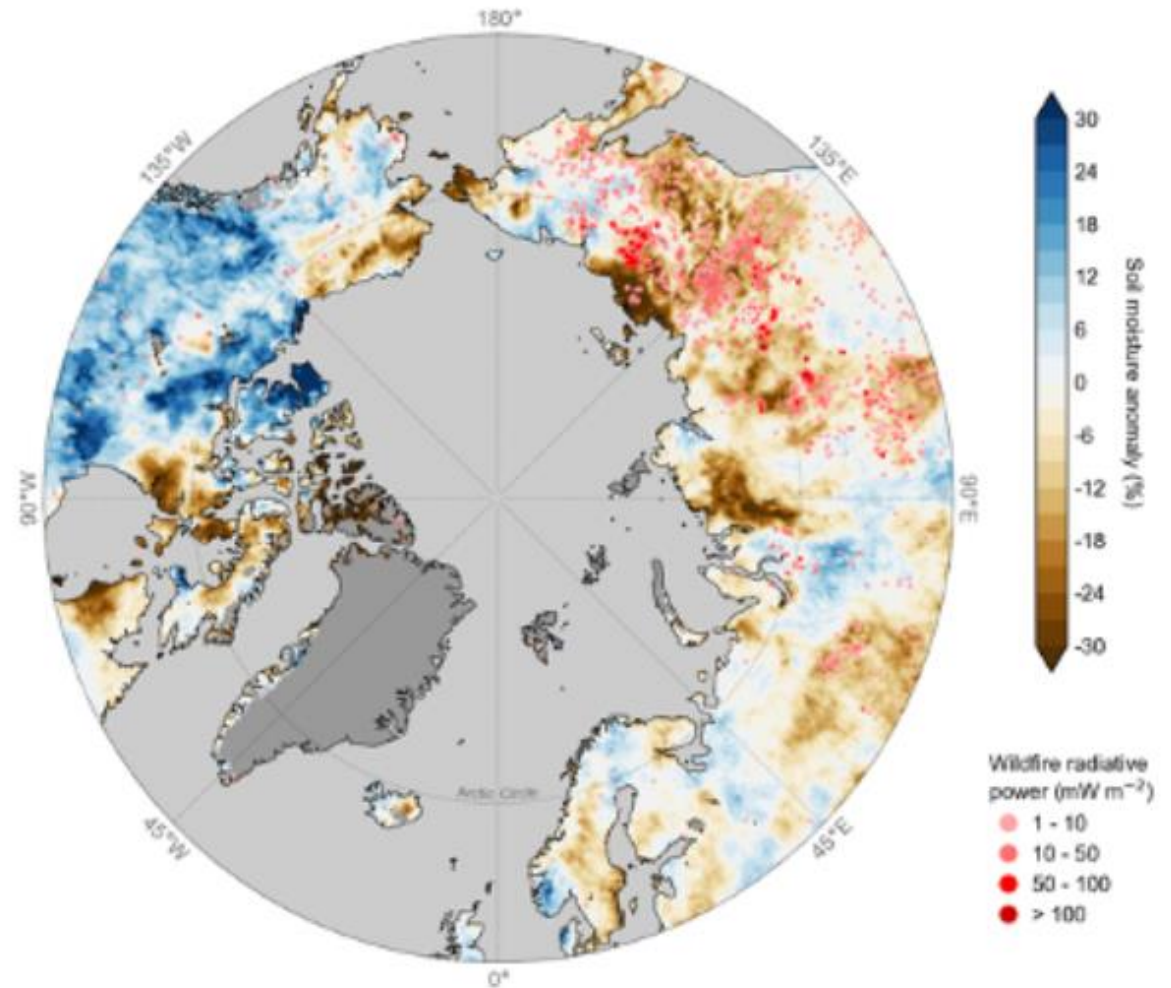 180°
135°W
135°E
90°W
90°E
45°W
45°E
0°
Arctic Circle
30
24
18
12
6
0
-6
-12
-18
-24
-30
Soil moisture anomaly (%)
Wildfire radiative
power (mW m⁻²)
1 - 10
10 - 50
50 - 100
> 100